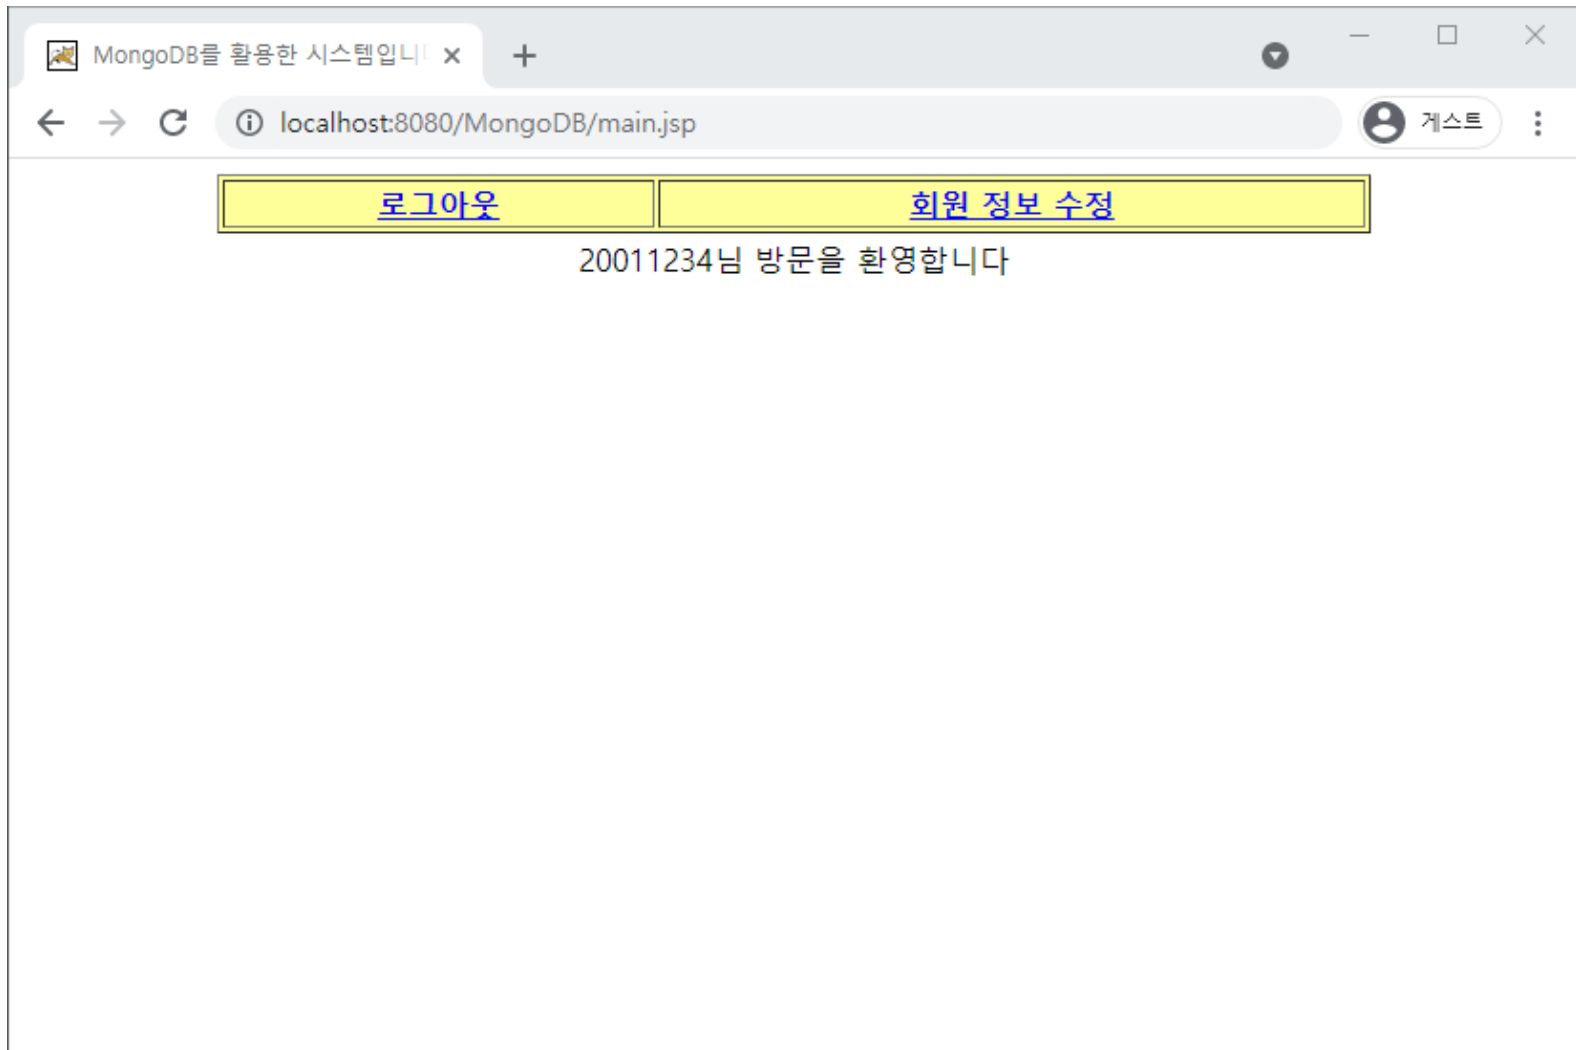 MongoDB를 활용한 시스템입니
localhost:8080/MongoDB/main.jsp
게스트
로그아웃 회원 정보 수정
20011234님 방문을 환영합니다